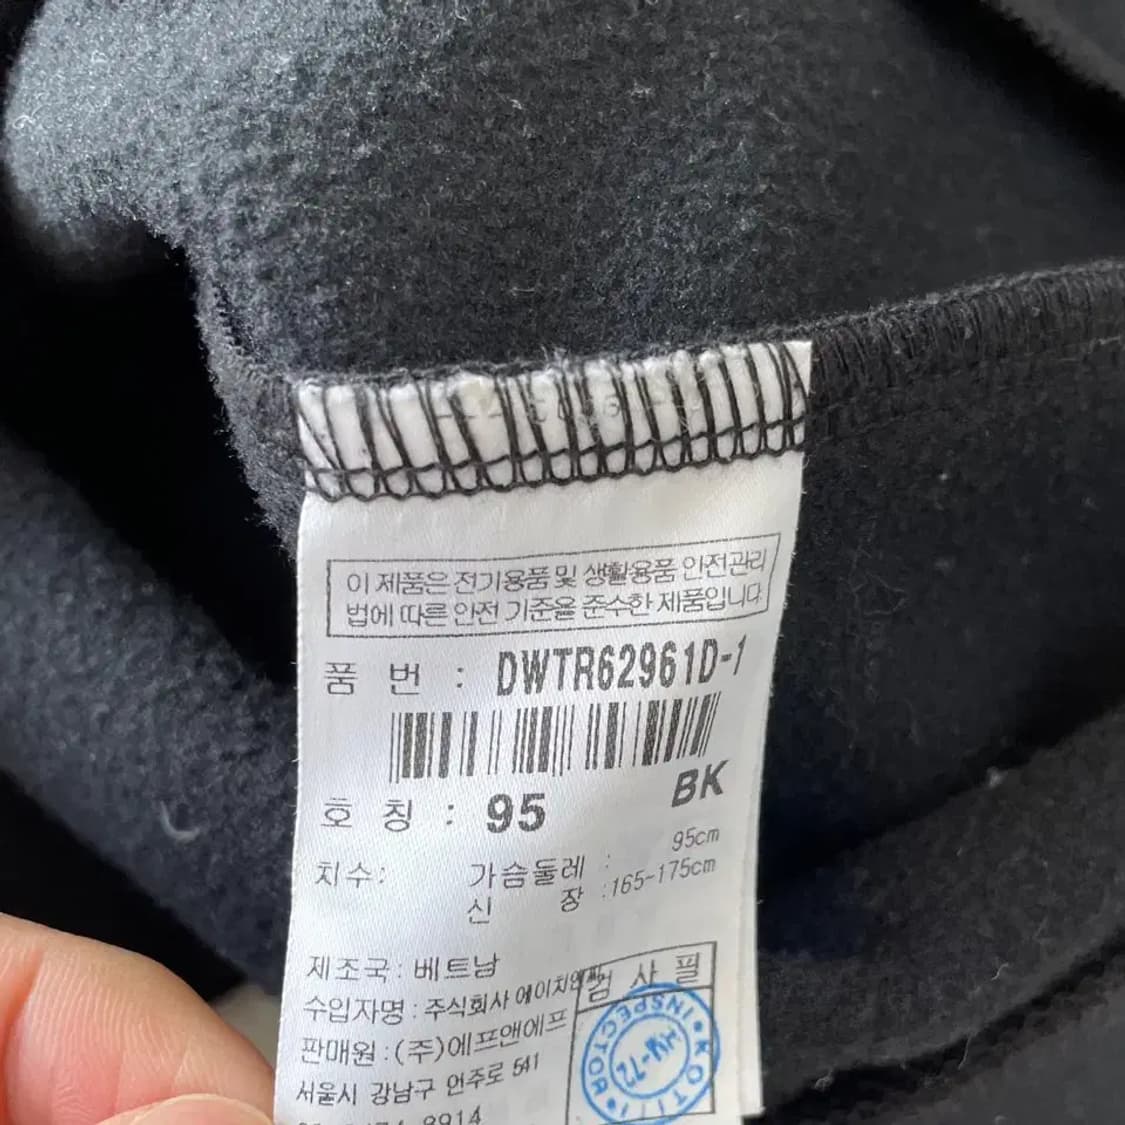 이 제품은 전기용품 및 생활용품 안전관리
법에 따른 안전 기준을 준수한 제품입니다
품 번 : DWTR62961D-1
BK
호 칭 : 95
치수: 가슴둘레 : 95cm
신 장 :165-175cm
제조국 : 베트남
수입자명 : 주식회사 에이치앤
판매원 : (주)에프앤에프
서울시 강남구 언주로 541
8914
검 사 필
KOTITI
INSPECTOR